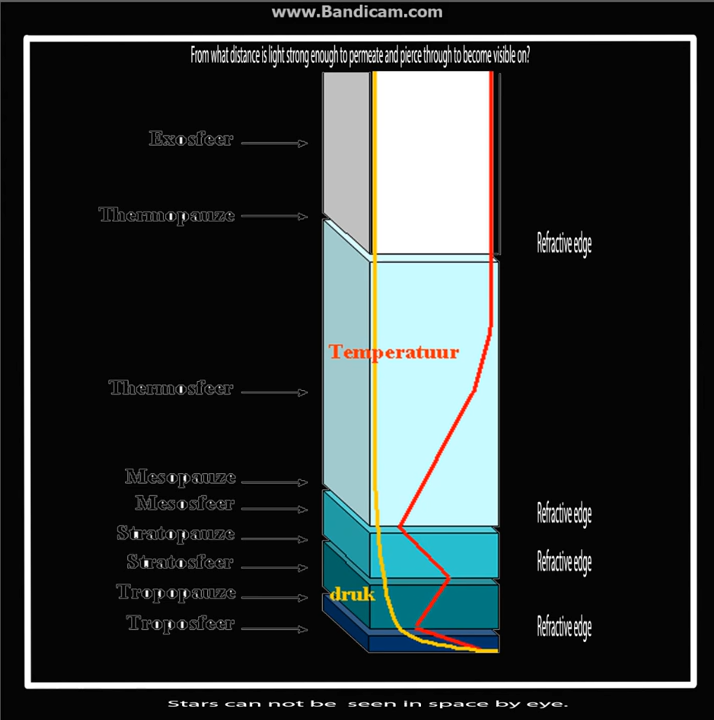 www.Bandicam.com
From what distance is light strong enough to permeate and pierce through to become visible on?
Exosfeer
Thermopauze
Refractive edge
Temperatuur
Thermosfeer
Mesopauze
Mesosfeer
Refractive edge
Stratopauze
Stratosfeer
Refractive edge
Tropopauze
druk
Troposfeer
Refractive edge
Stars can not be seen in space by eye.